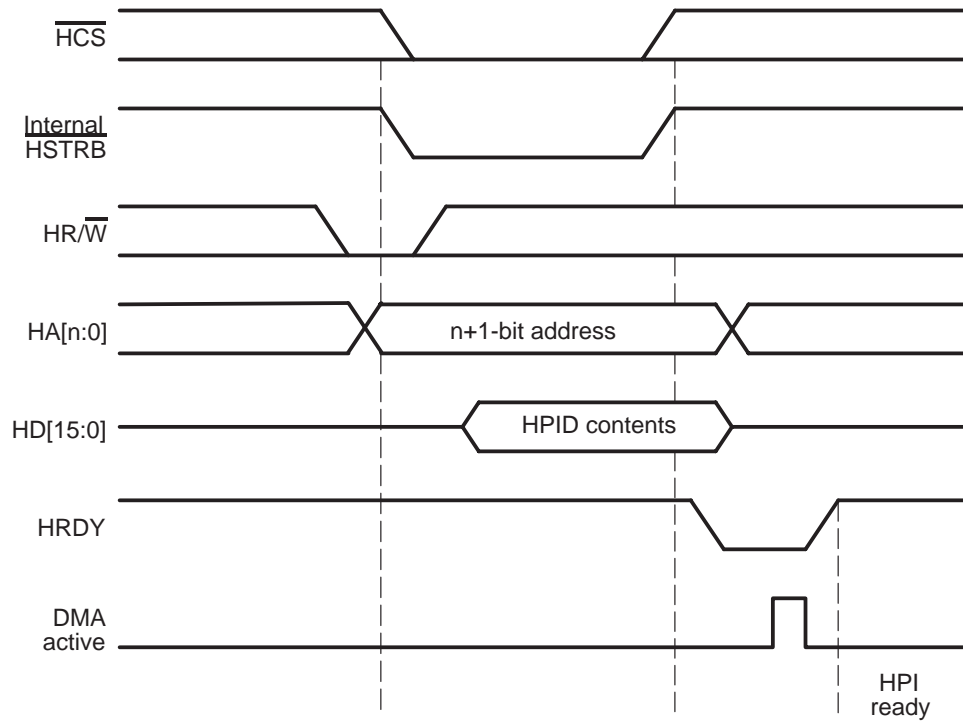 HCS
Internal
HSTRB
HR/W
HA[n:0]
n+1-bit address
HD[15:0]
HPID contents
HRDY
DMA
active
HPI
ready